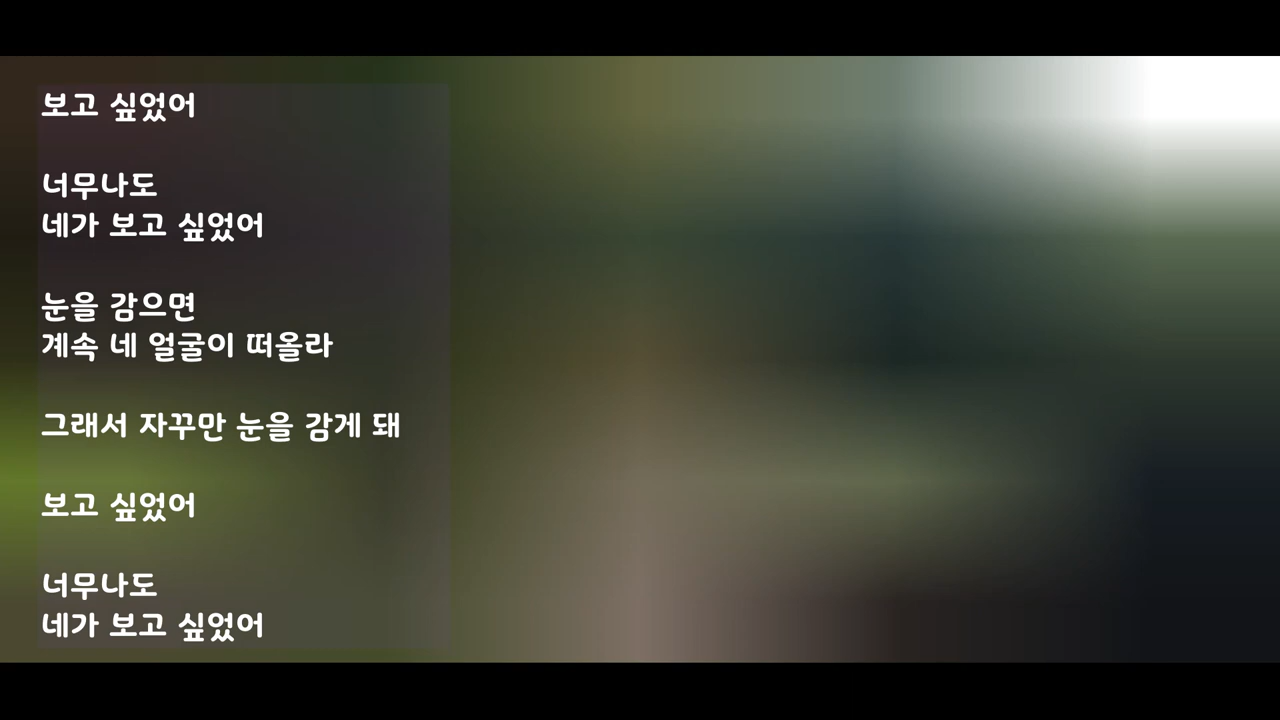 보고 싶었어
너무나도
네가 보고 싶었어
눈을 감으면
계속 네 얼굴이 떠올라
그래서 자꾸만 눈을 감게 돼
보고 싶었어
너무나도
네가 보고 싶었어